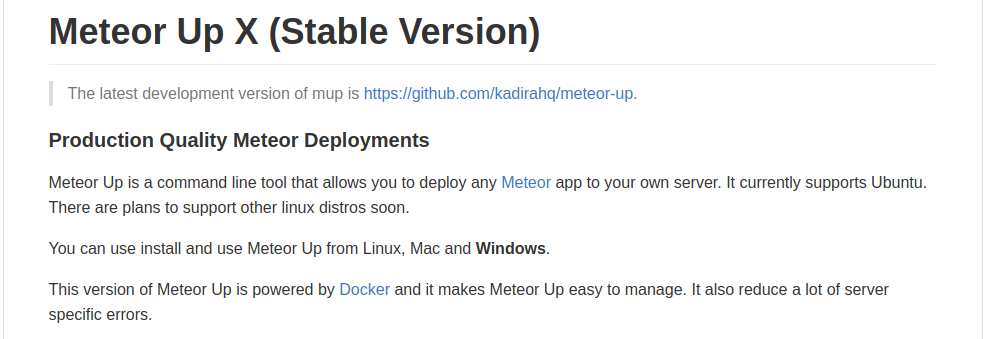 Meteor Up X (Stable Version)
The latest development version of mup is https://github.com/kadirahq/meteor-up.
Production Quality Meteor Deployments
Meteor Up is a command line tool that allows you to deploy any Meteor app to your own server. It currently supports Ubuntu.
There are plans to support other linux distros soon.
You can use install and use Meteor Up from Linux, Mac and Windows.
This version of Meteor Up is powered by Docker and it makes Meteor Up easy to manage. It also reduce a lot of server
specific errors.